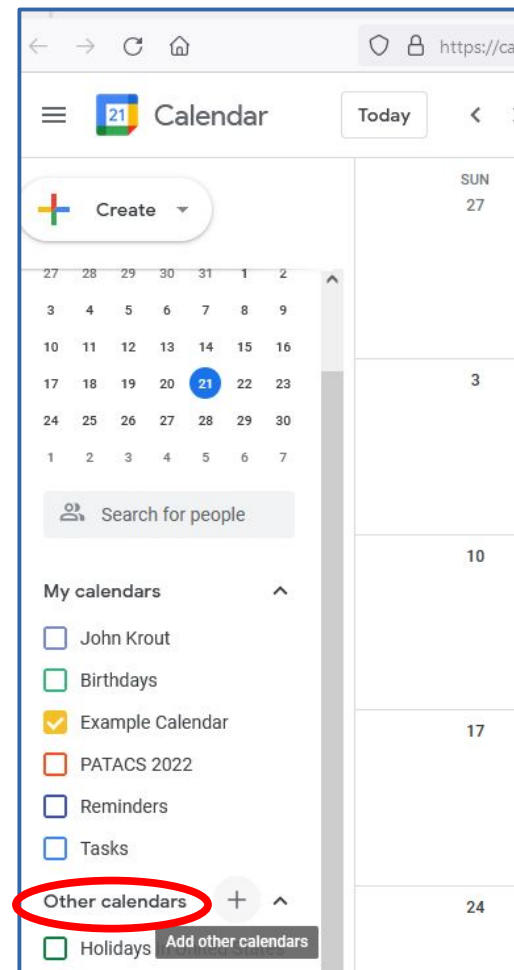 https://ca
21 Calendar Today
SUN
27
Create
27 28 29 30 31 1 2
3 4 5 6 7 8 9
10 11 12 13 14 15 16
17 18 19 20 21 22 23
24 25 26 27 28 29 30
1 2 3 4 5 6 7
3
Search for people
10
My calendars
John Krout
Birthdays
Example Calendar
17
PATACS 2022
Reminders
Tasks
Other calendars
24
Add other calendars
Holidays